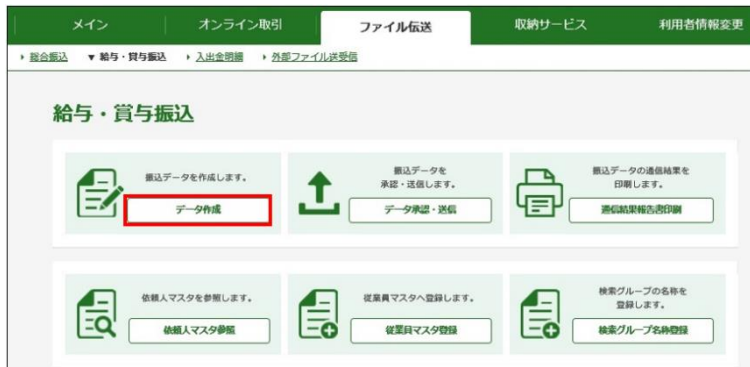 メイン オンライン取引 ファイル伝送 収納サービス 利用者情報変更
総合振込 給与・賞与振込 入出金明細 外部ファイル送受信
給与・賞与振込
振込データを作成します。
データ作成
振込データを
承認・送信します。
データ承認・送信
振込データの通信結果を
印刷します。
通信結果報告書印刷
依頼人マスタを参照します。
依頼人マスタ参照
従業員マスタへ登録します。
従業員マスタ登録
検索グループの名称を
登録します。
検索グループ名称登録